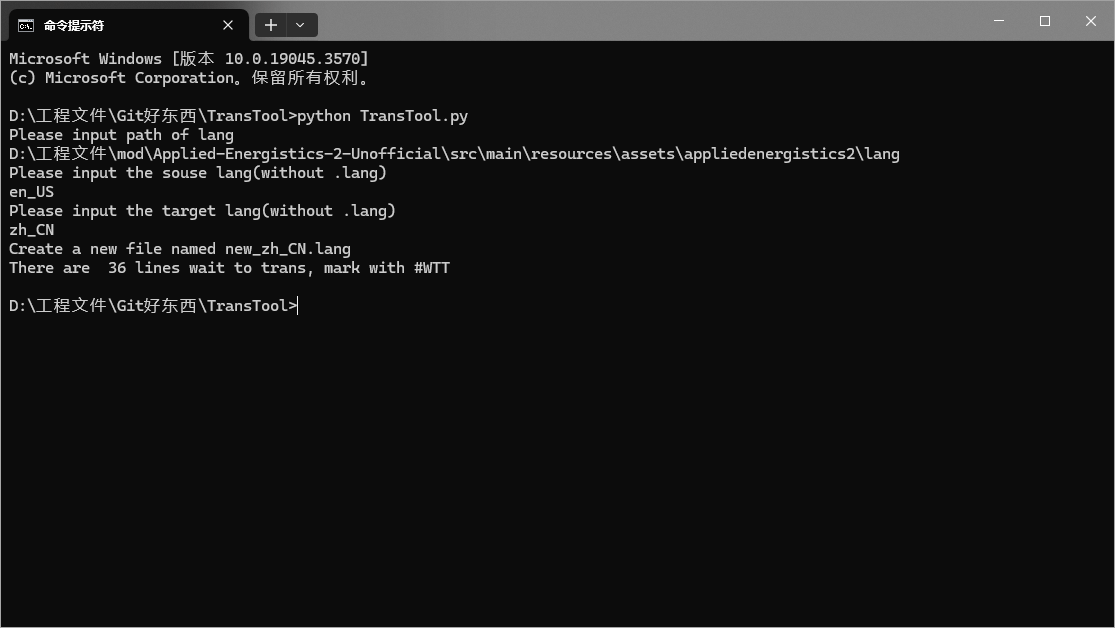 命令提示符
Microsoft Windows [版本 10.0.19045.3570]
(c) Microsoft Corporation。保留所有权利。
D:\工程文件\Git好东西\TransTool>python TransTool.py
Please input path of lang
D:\工程文件\mod\Applied-Energistics-2-Unofficial\src\main\resources\assets\appliedenergistics2\lang
Please input the souse lang(without .lang)
en_US
Please input the target lang(without .lang)
zh_CN
Create a new file named new_zh_CN.lang
There are  36 lines wait to trans, mark with #WTT
D:\工程文件\Git好东西\TransTool>